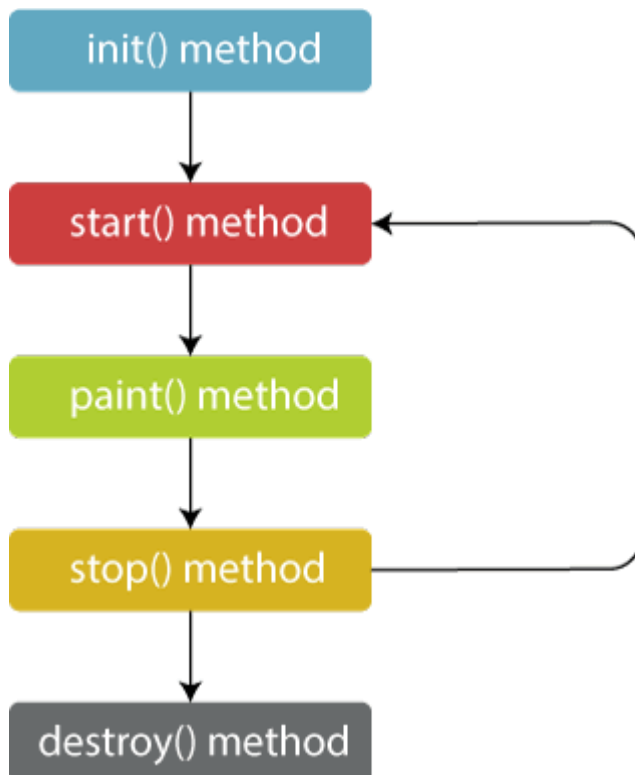 init() method
start() method
paint() method
stop() method
destroy() method